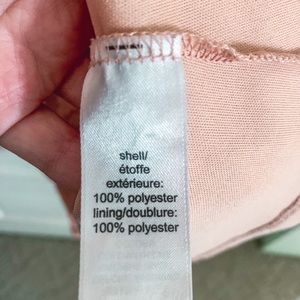 shell/
étoffe
extérieure:
100% polyester
lining/doublure:
100% polyester